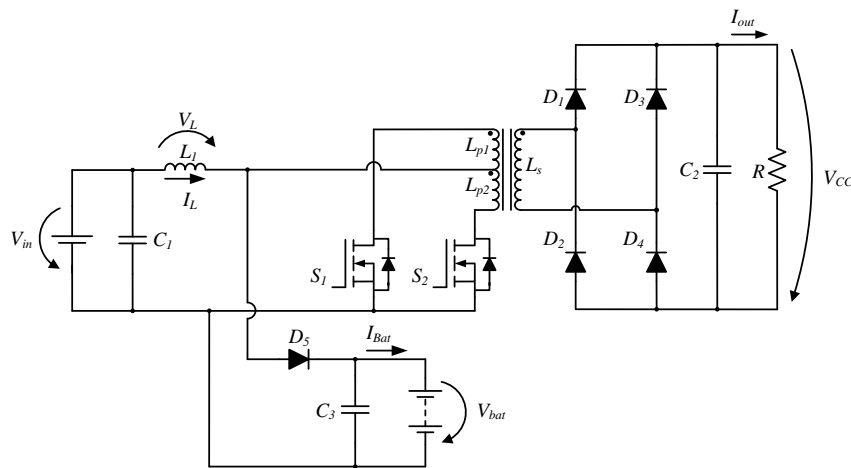 I_out
D_1
D_3
V_L
L_1
L_p1
L_s
L_p2
I_L
C_2
R
V_CC
V_in
C_1
S_1
S_2
D_2
D_4
D_5
I_Bat
C_3
V_bat